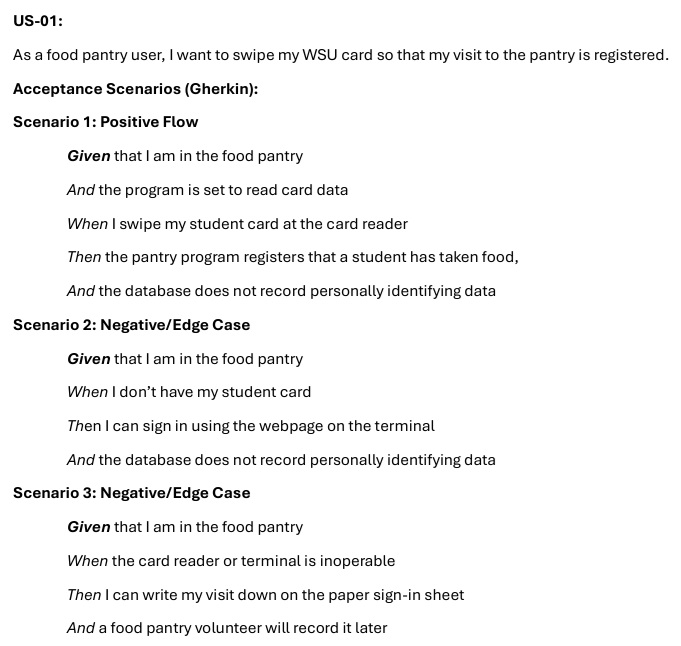 US-01:
As a food pantry user, I want to swipe my WSU card so that my visit to the pantry is registered.
Acceptance Scenarios (Gherkin):
Scenario 1: Positive Flow
Given that I am in the food pantry
And the program is set to read card data
When I swipe my student card at the card reader
Then the pantry program registers that a student has taken food,
And the database does not record personally identifying data
Scenario 2: Negative/Edge Case
Given that I am in the food pantry
When I don’t have my student card
Then I can sign in using the webpage on the terminal
And the database does not record personally identifying data
Scenario 3: Negative/Edge Case
Given that I am in the food pantry
When the card reader or terminal is inoperable
Then I can write my visit down on the paper sign-in sheet
And a food pantry volunteer will record it later